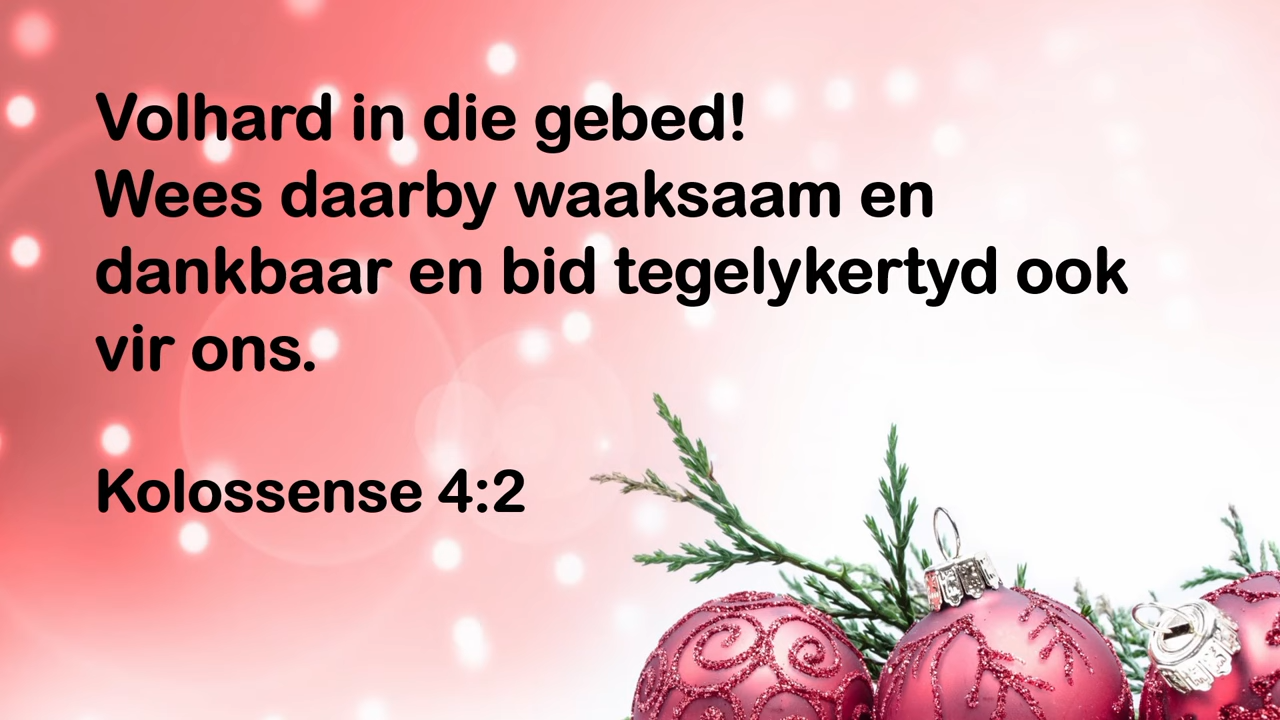 Volhard in die gebed!
Wees daarby waaksaam en
dankbaar en bid tegelykertyd ook
vir ons.
Kolossense 4:2